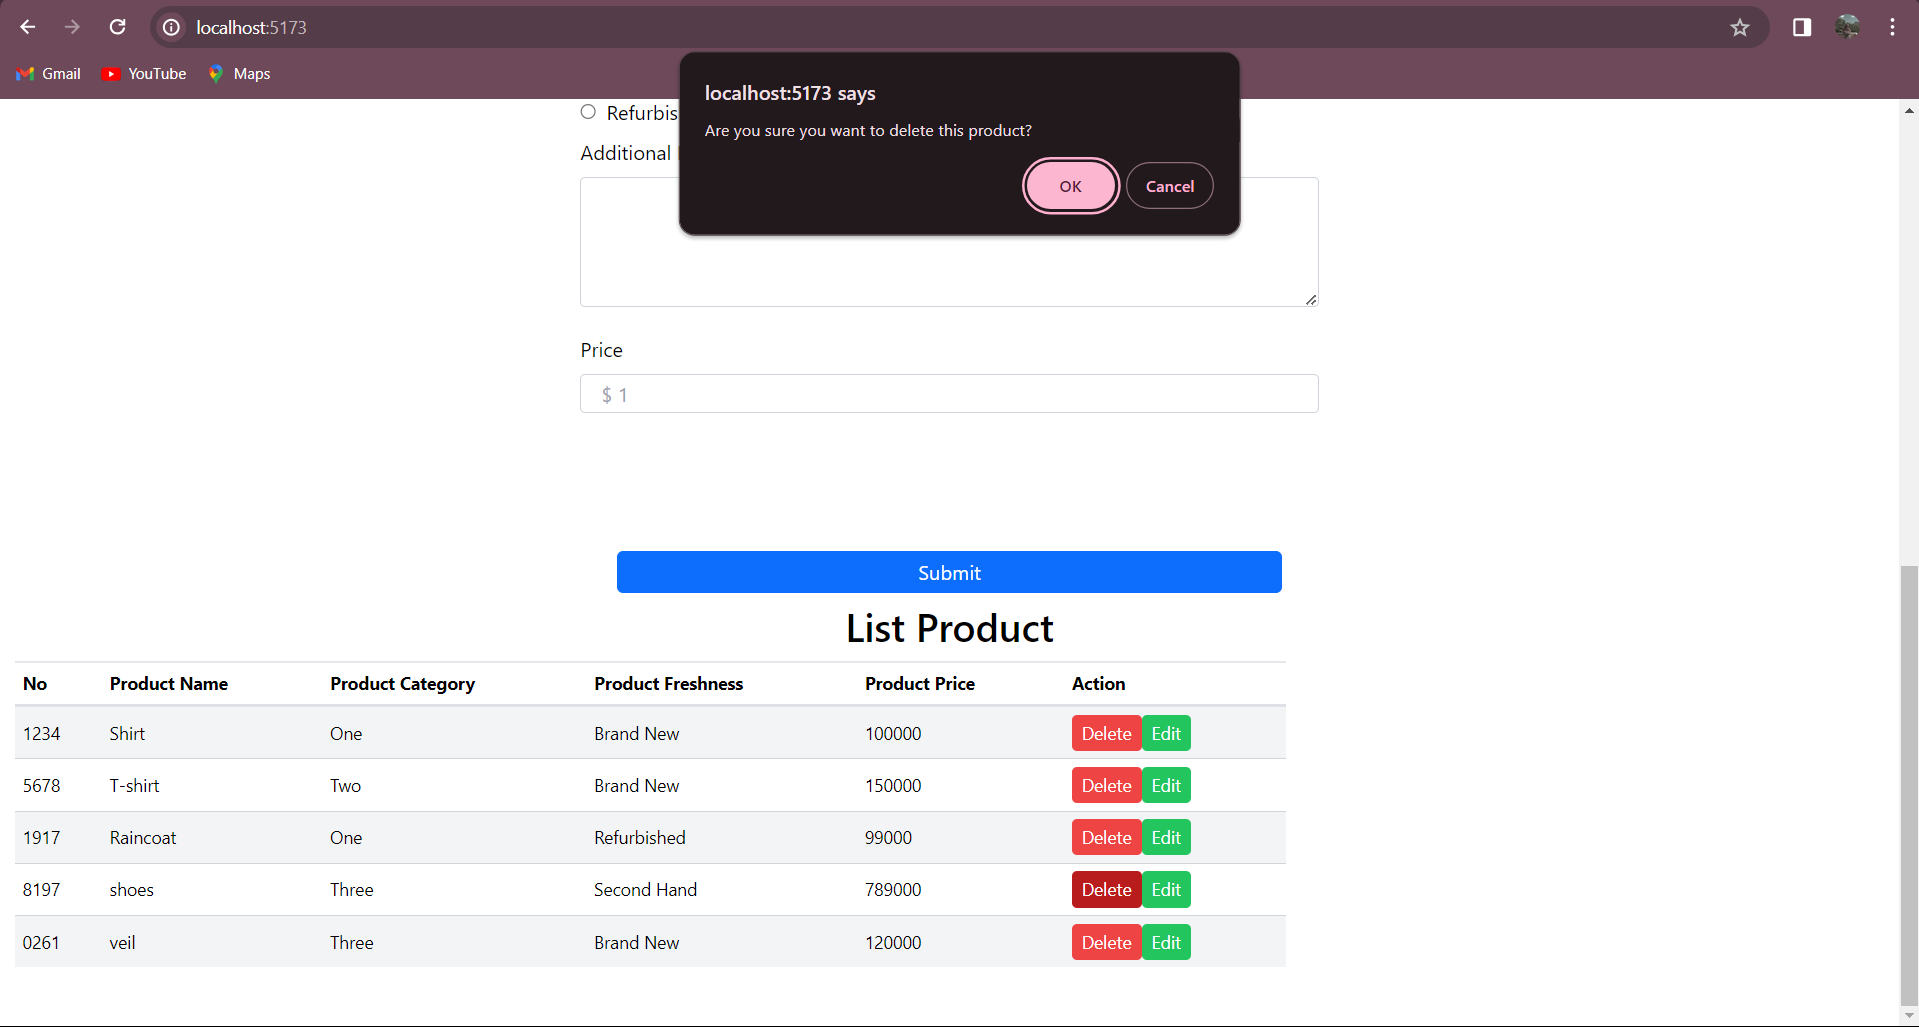 localhost:5173
Gmail YouTube Maps
localhost:5173 says
Are you sure you want to delete this product?
OK Cancel
Refurbis
Additional
Price
$ 1
Submit
List Product
No Product Name Product Category Product Freshness Product Price Action
1234 Shirt One Brand New 100000 Delete Edit
5678 T-shirt Two Brand New 150000 Delete Edit
1917 Raincoat One Refurbished 99000 Delete Edit
8197 shoes Three Second Hand 789000 Delete Edit
0261 veil Three Brand New 120000 Delete Edit